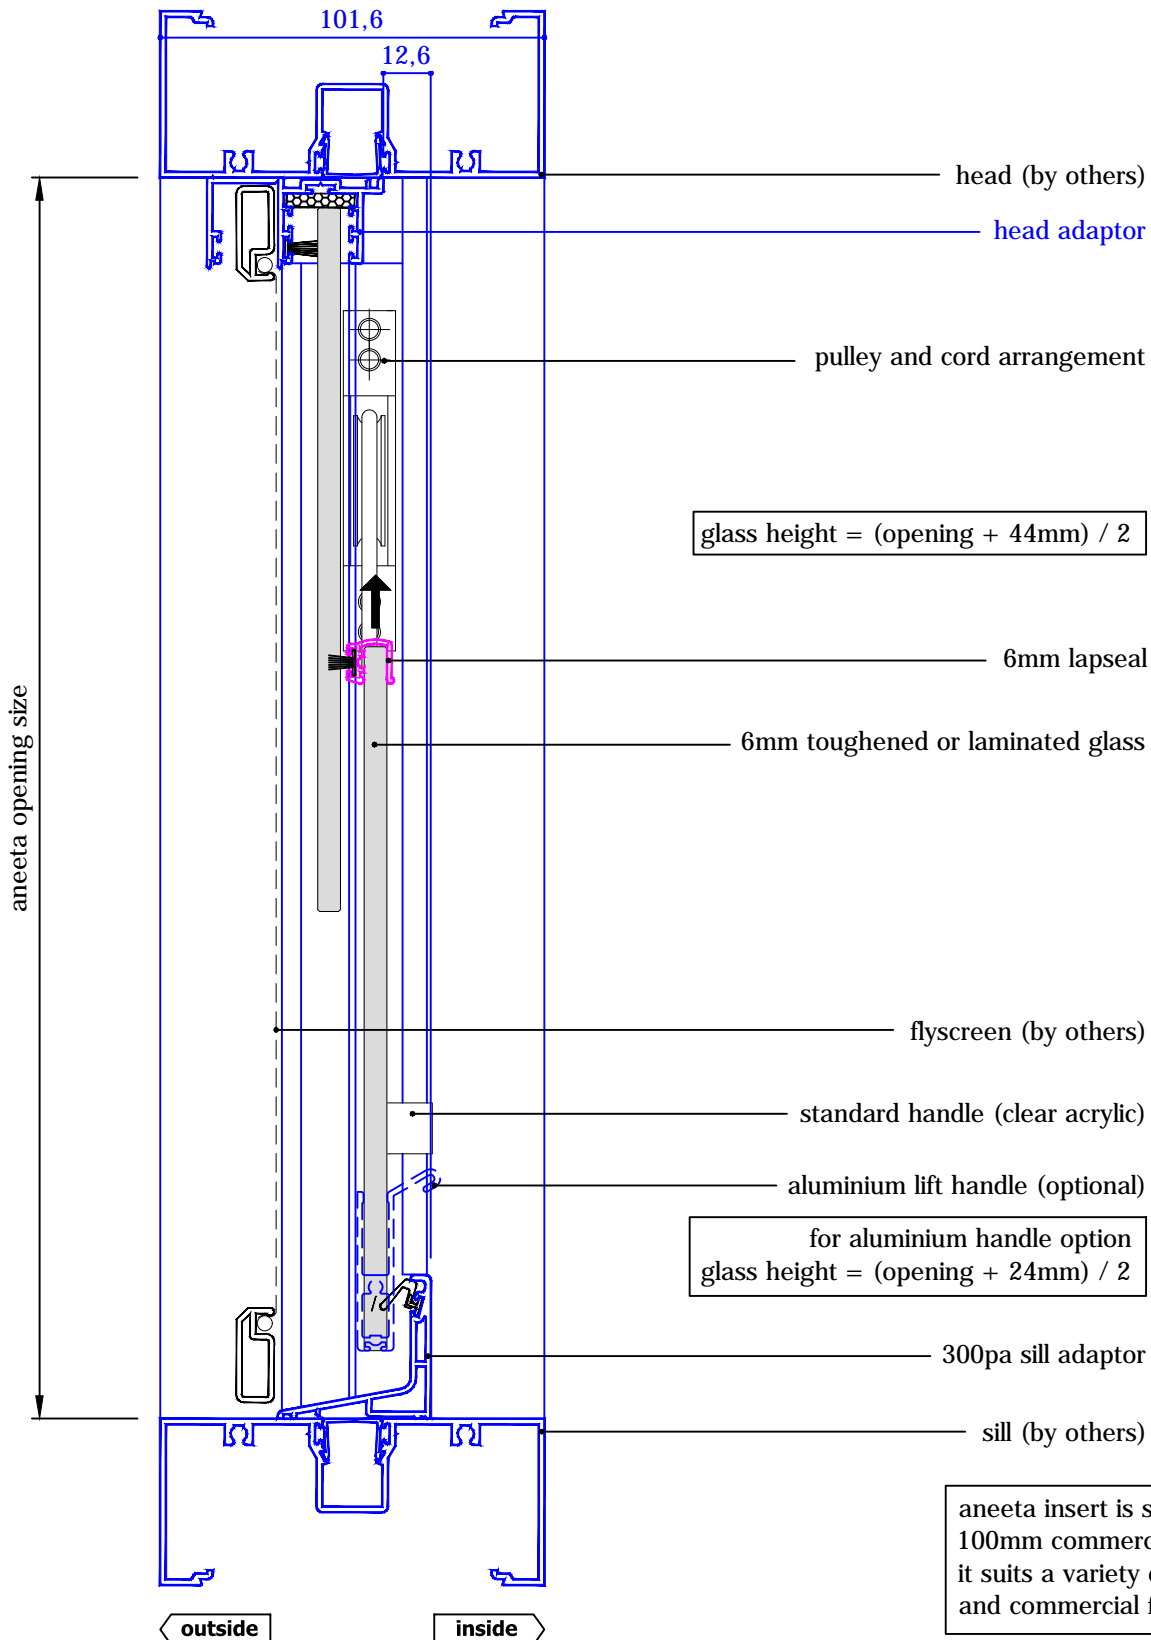 101,6
12,6
head (by others)
head adaptor
pulley and cord arrangement
glass height = (opening + 44mm) / 2
6mm lapseal
6mm toughened or laminated glass
aneeta opening size
flyscreen (by others)
standard handle (clear acrylic)
aluminium lift handle (optional)
for aluminium handle option
glass height = (opening + 24mm) / 2
300pa sill adaptor
sill (by others)
aneeta insert is s
100mm commerc
it suits a variety
and commercial f
outside
inside